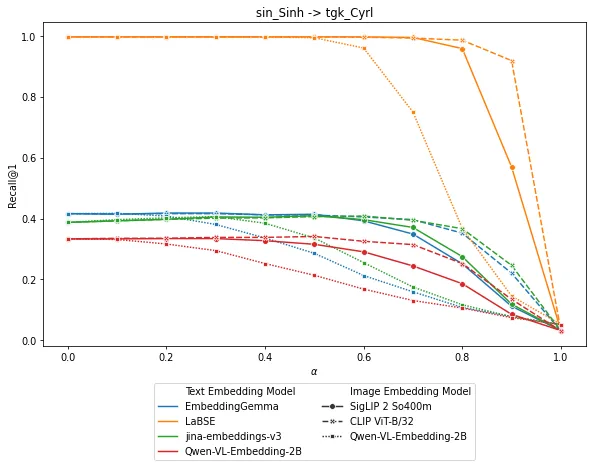 sin_Sinh -> tgk_Cyrl
Recall@1
1.0
0.8
0.6
0.4
0.2
0.0
0.0 0.2 0.4 0.6 0.8 1.0
α
Text Embedding Model
EmbeddingGemma
LaBSE
jina-embeddings-v3
Qwen-VL-Embedding-2B
Image Embedding Model
SigLIP 2 So400m
CLIP ViT-B/32
Qwen-VL-Embedding-2B